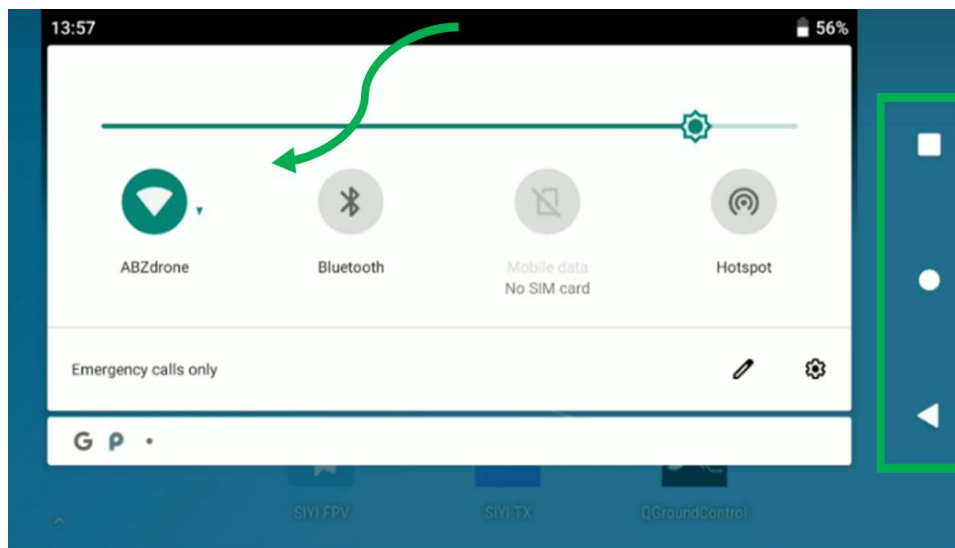 13:57 56%
ABZdrone Bluetooth Mobile data Hotspot
No SIM card
Emergency calls only
G P
SIYI FPV SIYI TX QGroundControl